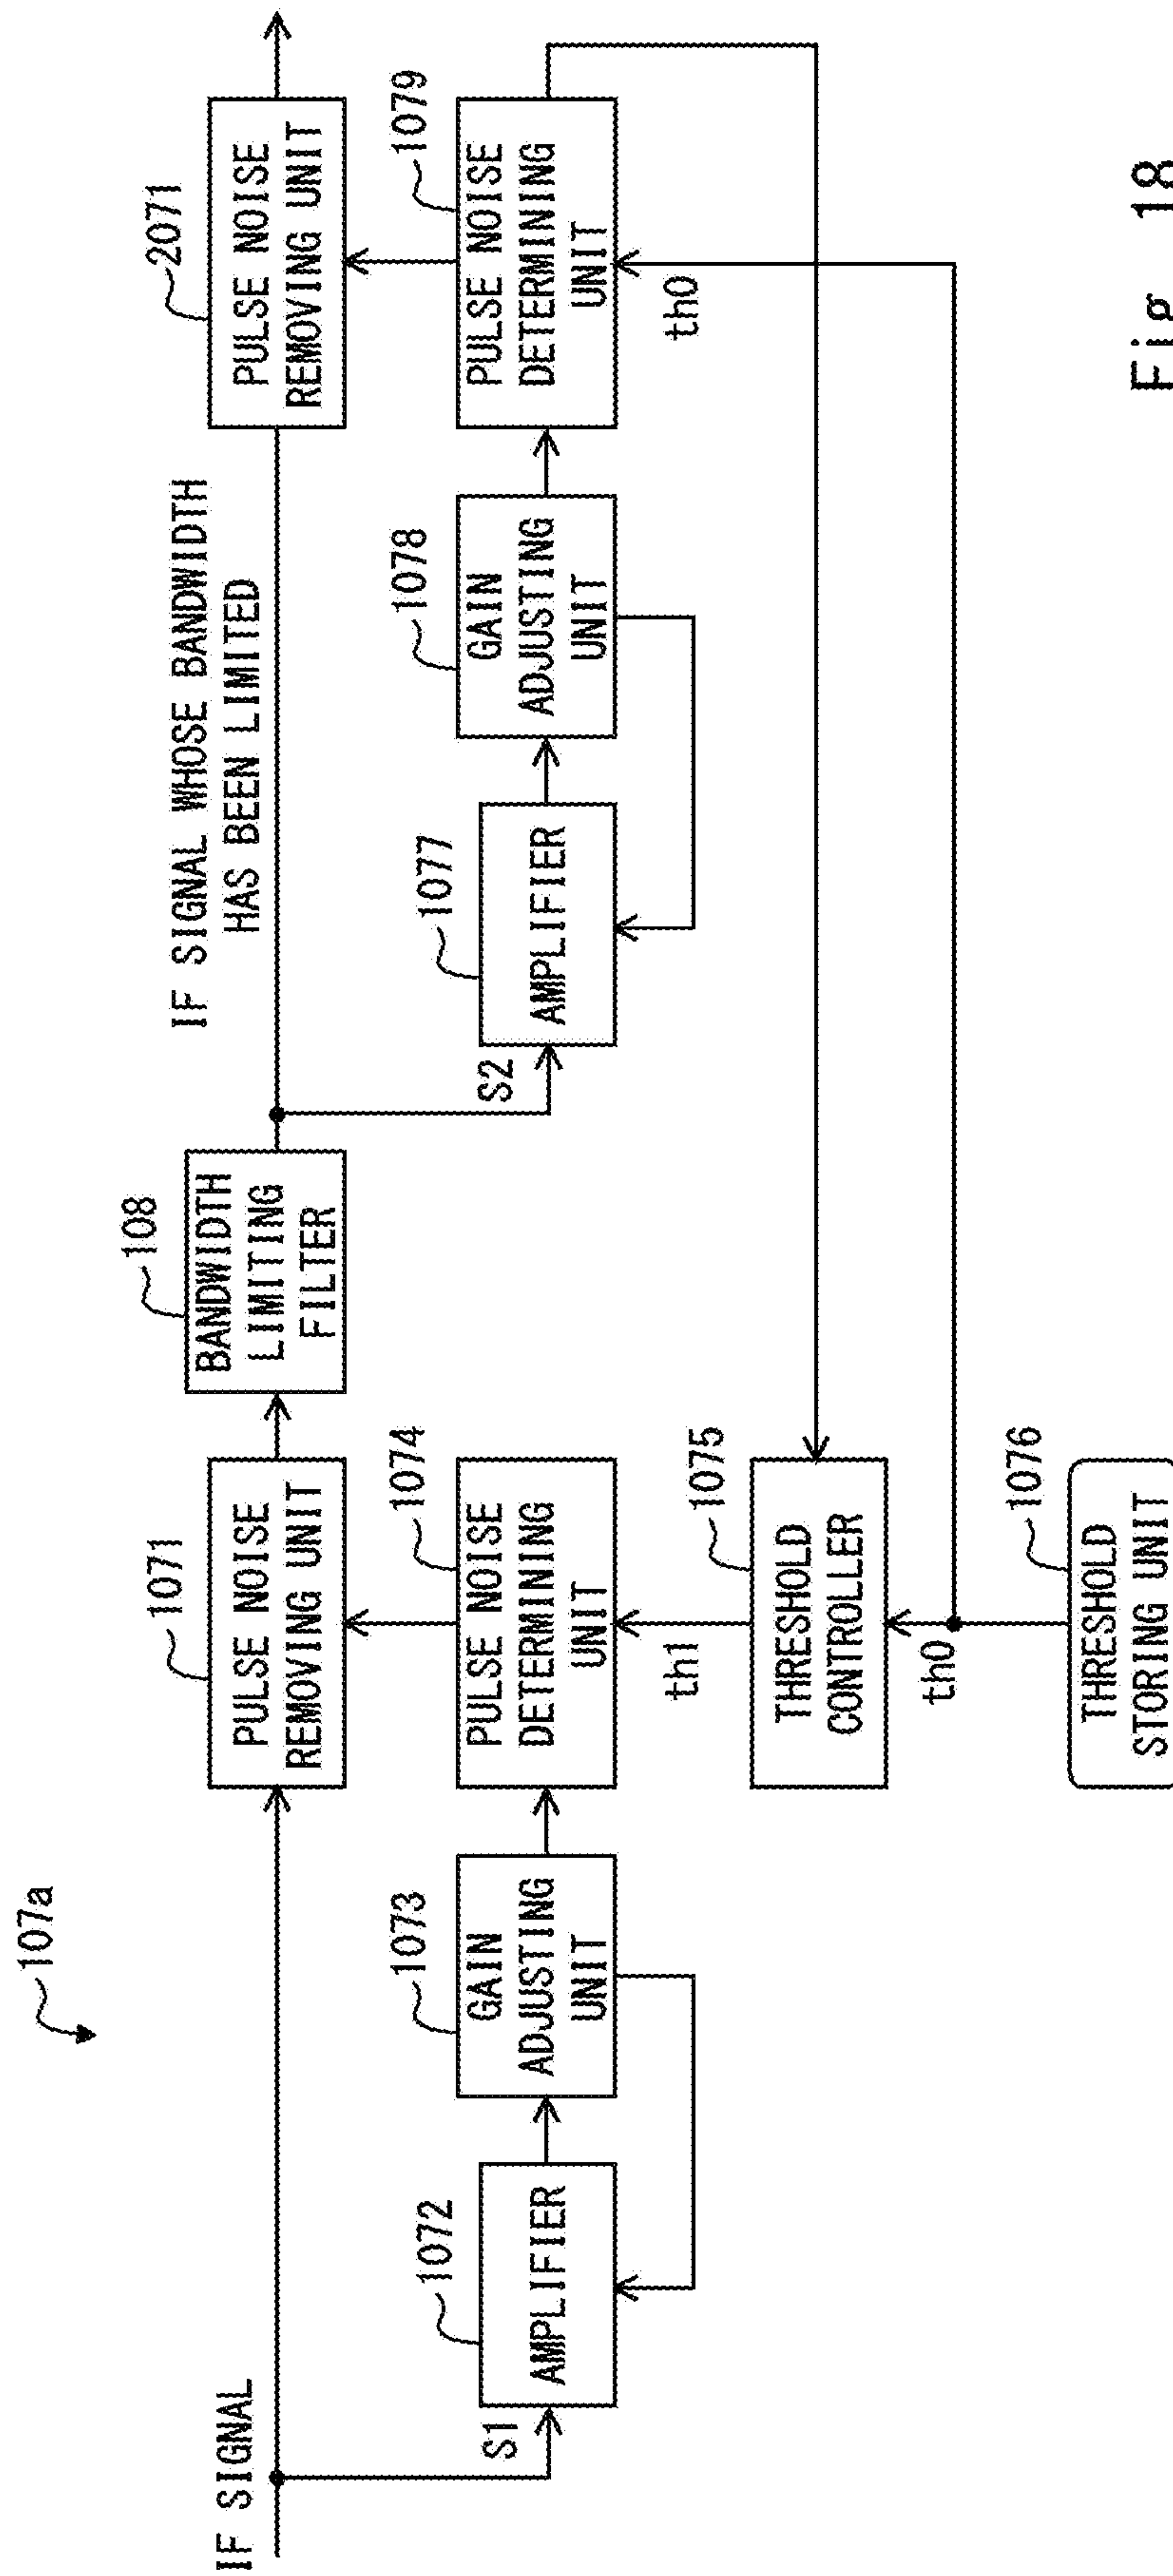 107a
IF SIGNAL
S1
1072
AMPLIFIER
1073
GAIN
ADJUSTING
UNIT
1071
PULSE NOISE
REMOVING UNIT
1074
PULSE NOISE
DETERMINING
UNIT
th1
1075
THRESHOLD
CONTROLLER
th0
1076
THRESHOLD
STORING UNIT
108
BANDWIDTH
LIMITING
FILTER
IF SIGNAL WHOSE BANDWIDTH
HAS BEEN LIMITED
S2
1077
AMPLIFIER
1078
GAIN
ADJUSTING
UNIT
2071
PULSE NOISE
REMOVING UNIT
1079
PULSE NOISE
DETERMINING
UNIT
th0
Fig. 18